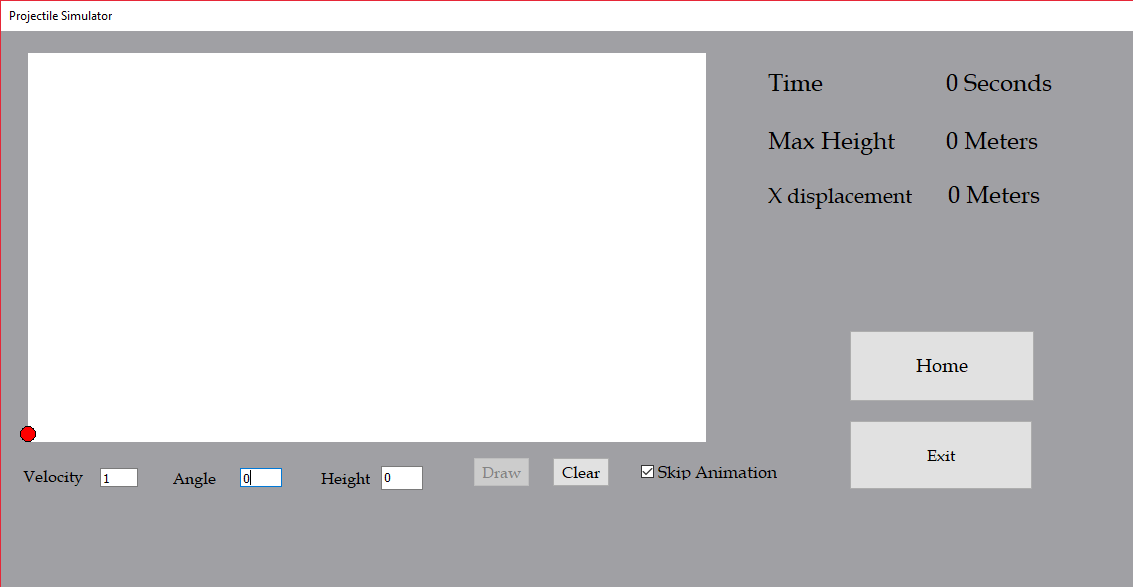 Projectile Simulator
Time 0 Seconds
Max Height 0 Meters
X displacement 0 Meters
Home
Exit
Velocity 1 Angle 0 Height 0 Draw Clear Skip Animation